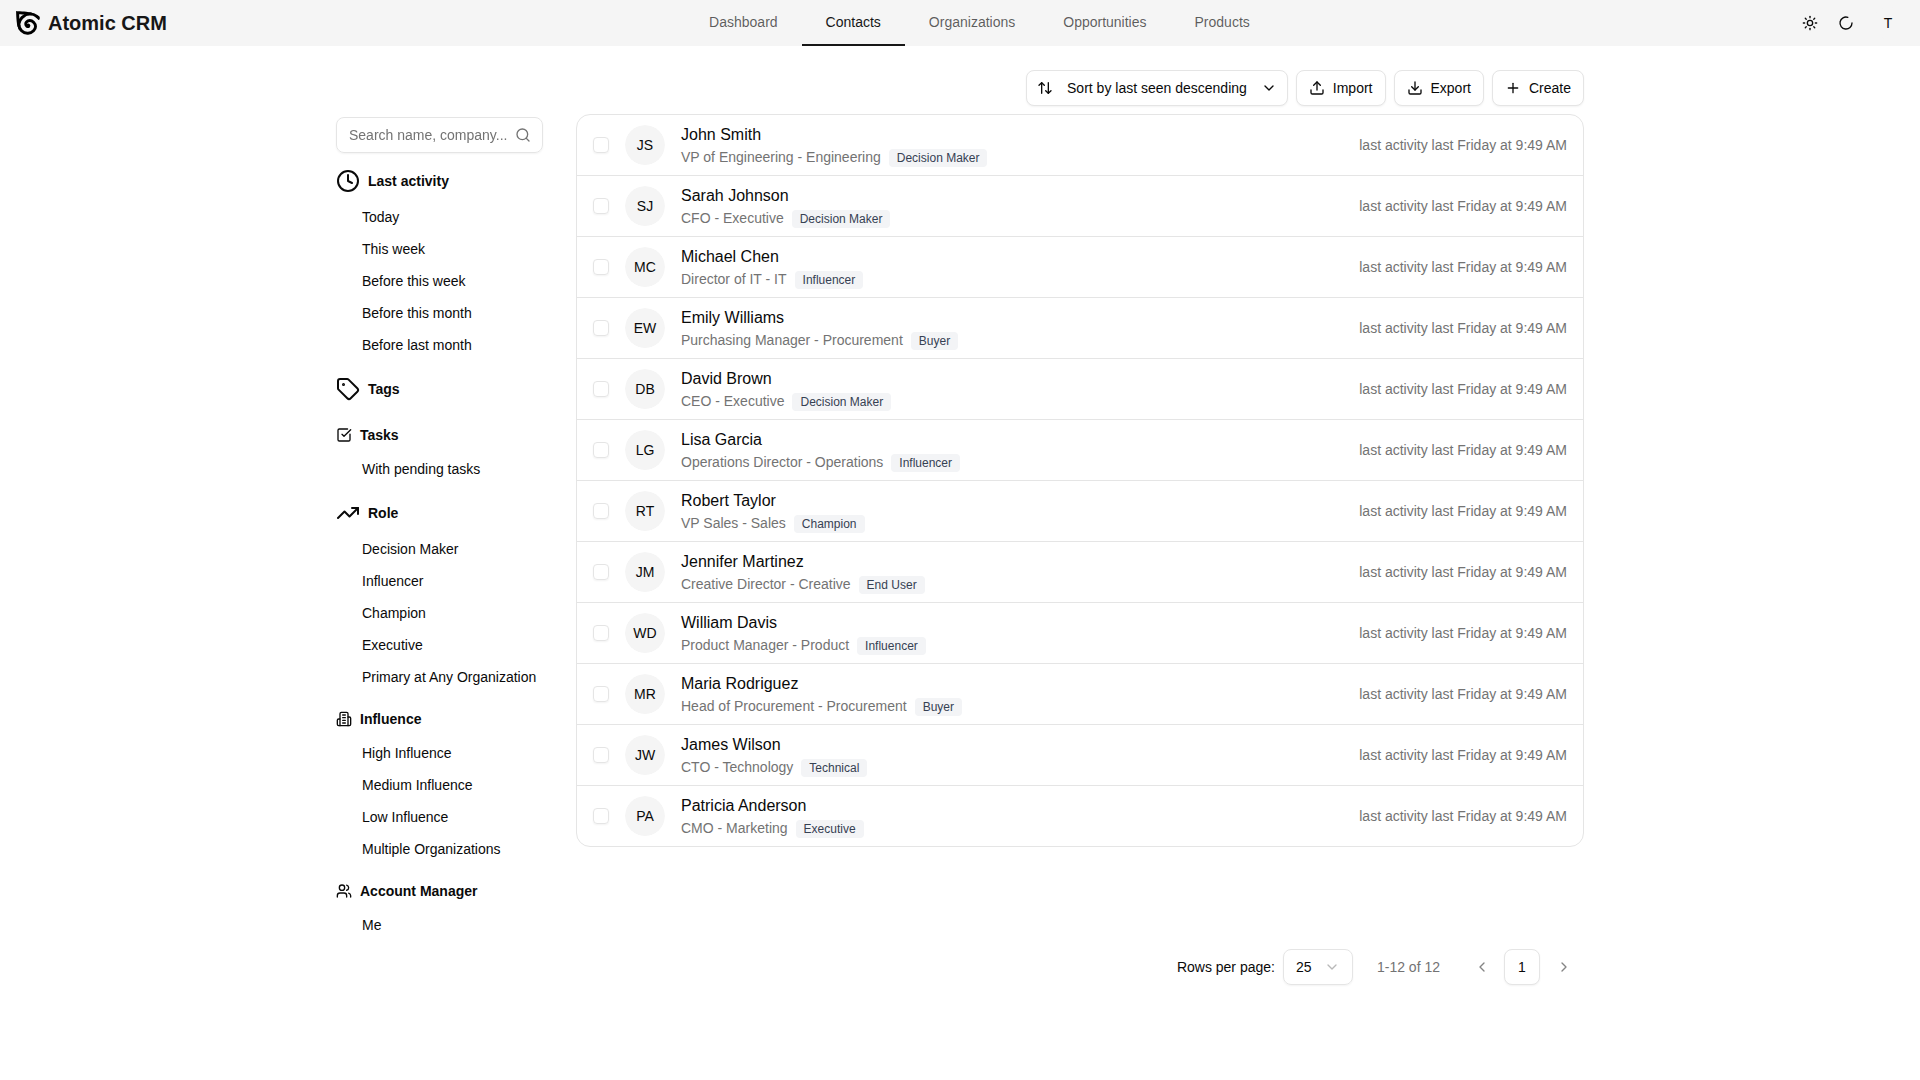 Atomic CRM
Dashboard Contacts Organizations Opportunities Products
T
Sort by last seen descending Import Export Create
Search name, company...
Last activity
Today
This week
Before this week
Before this month
Before last month
Tags
Tasks
With pending tasks
Role
Decision Maker
Influencer
Champion
Executive
Primary at Any Organization
Influence
High Influence
Medium Influence
Low Influence
Multiple Organizations
Account Manager
Me
JS John Smith
VP of Engineering - Engineering Decision Maker
last activity last Friday at 9:49 AM
SJ Sarah Johnson
CFO - Executive Decision Maker
last activity last Friday at 9:49 AM
MC Michael Chen
Director of IT - IT Influencer
last activity last Friday at 9:49 AM
EW Emily Williams
Purchasing Manager - Procurement Buyer
last activity last Friday at 9:49 AM
DB David Brown
CEO - Executive Decision Maker
last activity last Friday at 9:49 AM
LG Lisa Garcia
Operations Director - Operations Influencer
last activity last Friday at 9:49 AM
RT Robert Taylor
VP Sales - Sales Champion
last activity last Friday at 9:49 AM
JM Jennifer Martinez
Creative Director - Creative End User
last activity last Friday at 9:49 AM
WD William Davis
Product Manager - Product Influencer
last activity last Friday at 9:49 AM
MR Maria Rodriguez
Head of Procurement - Procurement Buyer
last activity last Friday at 9:49 AM
JW James Wilson
CTO - Technology Technical
last activity last Friday at 9:49 AM
PA Patricia Anderson
CMO - Marketing Executive
last activity last Friday at 9:49 AM
Rows per page: 25 1-12 of 12 1